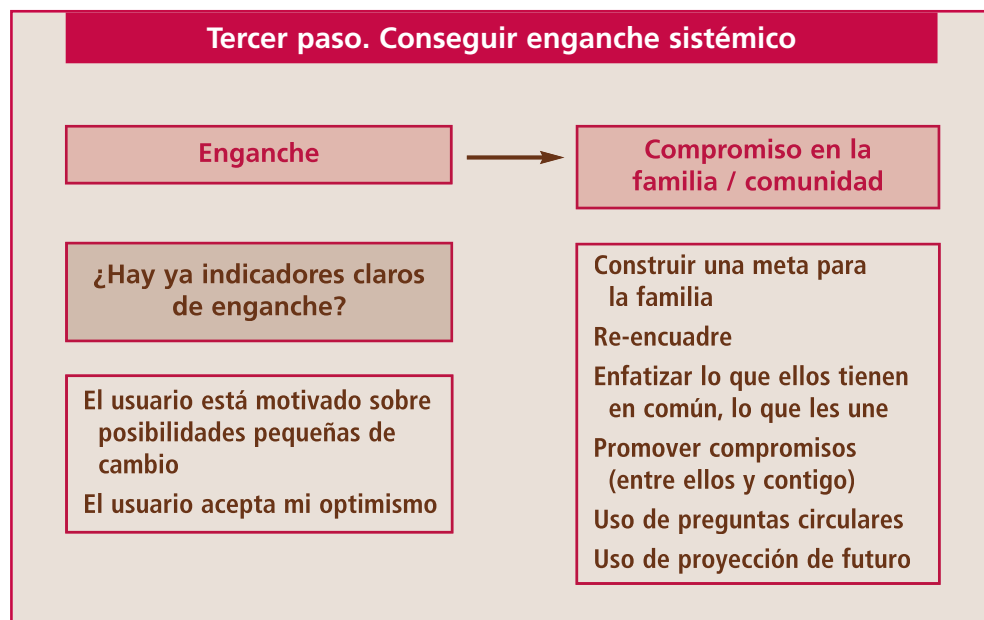 Tercer paso. Conseguir enganche sistémico
Enganche
¿Hay ya indicadores claros
de enganche?
El usuario está motivado sobre
posibilidades pequeñas de
cambio
El usuario acepta mi optimismo
Compromiso en la
familia / comunidad
Construir una meta para
la familia
Re-encuadre
Enfatizar lo que ellos tienen
en común, lo que les une
Promover compromisos
(entre ellos y contigo)
Uso de preguntas circulares
Uso de proyección de futuro